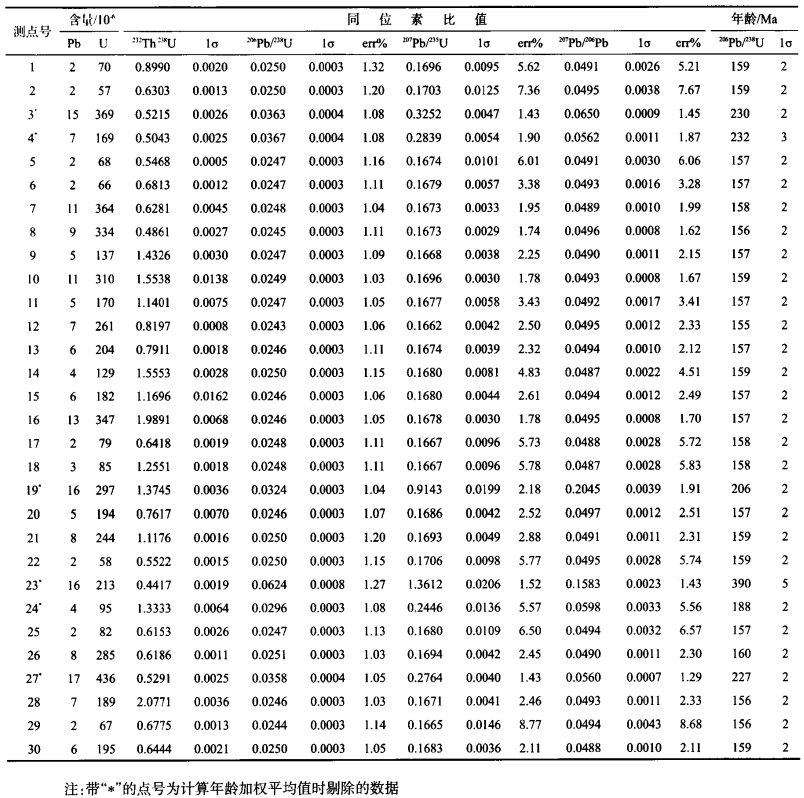 测点号 含量/10⁻⁶ 同位素比值 年龄/Ma
Pb U ²³²Th/²³⁸U 1σ ²⁰⁶Pb/²³⁸U 1σ err% ²⁰⁷Pb/²³⁵U 1σ err% ²⁰⁷Pb/²⁰⁶Pb 1σ err% ²⁰⁶Pb/²³⁸U 1σ
1 2 70 0.8990 0.0020 0.0250 0.0003 1.32 0.1696 0.0095 5.62 0.0491 0.0026 5.21 159 2
2 2 57 0.6303 0.0013 0.0250 0.0003 1.20 0.1703 0.0125 7.36 0.0495 0.0038 7.67 159 2
3* 15 369 0.5215 0.0026 0.0363 0.0004 1.08 0.3252 0.0047 1.43 0.0650 0.0009 1.45 230 2
4* 7 169 0.5043 0.0025 0.0367 0.0004 1.08 0.2839 0.0054 1.90 0.0562 0.0011 1.87 232 3
5 2 68 0.5468 0.0005 0.0247 0.0003 1.16 0.1674 0.0101 6.01 0.0491 0.0030 6.06 157 2
6 2 66 0.6813 0.0012 0.0247 0.0003 1.11 0.1679 0.0057 3.38 0.0493 0.0016 3.28 157 2
7 11 364 0.6281 0.0045 0.0248 0.0003 1.04 0.1673 0.0033 1.95 0.0489 0.0010 1.99 158 2
8 9 334 0.4861 0.0027 0.0245 0.0003 1.11 0.1673 0.0029 1.74 0.0496 0.0008 1.62 156 2
9 5 137 1.4326 0.0030 0.0247 0.0003 1.09 0.1668 0.0038 2.25 0.0490 0.0011 2.15 157 2
10 11 310 1.5538 0.0138 0.0249 0.0003 1.03 0.1696 0.0030 1.78 0.0493 0.0008 1.67 159 2
11 5 170 1.1401 0.0075 0.0247 0.0003 1.05 0.1677 0.0058 3.43 0.0492 0.0017 3.41 157 2
12 7 261 0.8197 0.0008 0.0243 0.0003 1.06 0.1662 0.0042 2.50 0.0495 0.0012 2.33 155 2
13 6 204 0.7911 0.0018 0.0246 0.0003 1.11 0.1674 0.0039 2.32 0.0494 0.0010 2.12 157 2
14 4 129 1.5553 0.0028 0.0250 0.0003 1.15 0.1680 0.0081 4.83 0.0487 0.0022 4.51 159 2
15 6 182 1.1696 0.0162 0.0246 0.0003 1.06 0.1680 0.0044 2.61 0.0494 0.0012 2.49 157 2
16 13 347 1.9891 0.0068 0.0246 0.0003 1.05 0.1678 0.0030 1.78 0.0495 0.0008 1.70 157 2
17 2 79 0.6418 0.0019 0.0248 0.0003 1.11 0.1667 0.0096 5.73 0.0488 0.0028 5.72 158 2
18 3 85 1.2551 0.0018 0.0248 0.0003 1.11 0.1667 0.0096 5.78 0.0487 0.0028 5.83 158 2
19* 16 297 1.3745 0.0036 0.0324 0.0003 1.04 0.9143 0.0199 2.18 0.2045 0.0039 1.91 206 2
20 5 194 0.7617 0.0070 0.0246 0.0003 1.07 0.1686 0.0042 2.52 0.0497 0.0012 2.51 157 2
21 8 244 1.1176 0.0016 0.0250 0.0003 1.20 0.1693 0.0049 2.88 0.0491 0.0011 2.31 159 2
22 2 58 0.5522 0.0015 0.0250 0.0003 1.15 0.1706 0.0098 5.77 0.0495 0.0028 5.74 159 2
23* 16 213 0.4417 0.0019 0.0624 0.0008 1.27 1.3612 0.0206 1.52 0.1583 0.0023 1.43 390 5
24* 4 95 1.3333 0.0064 0.0296 0.0003 1.08 0.2446 0.0136 5.57 0.0598 0.0033 5.56 188 2
25 2 82 0.6153 0.0026 0.0247 0.0003 1.13 0.1680 0.0109 6.50 0.0494 0.0032 6.57 157 2
26 8 285 0.6186 0.0011 0.0251 0.0003 1.03 0.1694 0.0042 2.45 0.0490 0.0011 2.30 160 2
27* 17 436 0.5291 0.0025 0.0358 0.0004 1.05 0.2764 0.0040 1.43 0.0560 0.0007 1.29 227 2
28 7 189 2.0771 0.0036 0.0246 0.0003 1.03 0.1671 0.0041 2.46 0.0493 0.0011 2.33 156 2
29 2 67 0.6775 0.0013 0.0244 0.0003 1.14 0.1665 0.0146 8.77 0.0494 0.0043 8.68 156 2
30 6 195 0.6444 0.0021 0.0250 0.0003 1.05 0.1683 0.0036 2.11 0.0488 0.0010 2.11 159 2
注:带“*”的点号为计算年龄加权平均值时剔除的数据